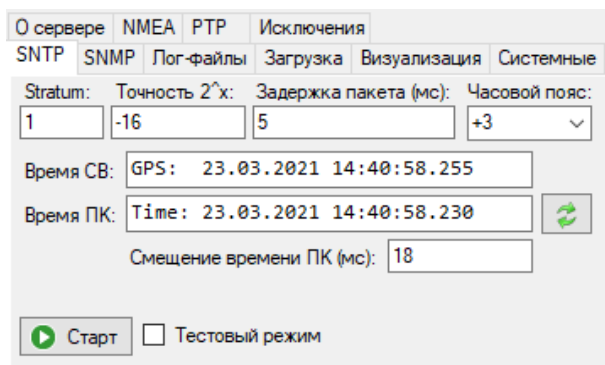 О сервере NMEA PTP Исключения
SNTP SNMP Лог-файлы Загрузка Визуализация Системные
Stratum: Точность 2^x: Задержка пакета (мс): Часовой пояс:
1 -16 5 +3
Время СВ: GPS: 23.03.2021 14:40:58.255
Время ПК: Time: 23.03.2021 14:40:58.230
Смещение времени ПК (мс): 18
Старт Тестовый режим